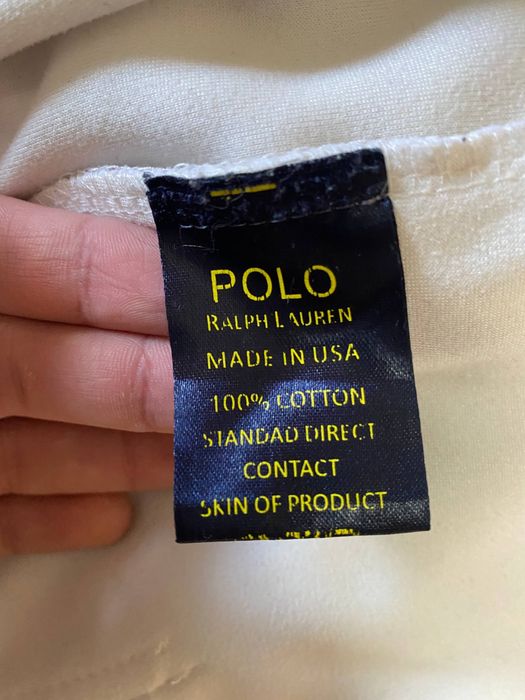 POLO
RALPH LAUREN
MADE IN USA
100% COTTON
STANDAD DIRECT
CONTACT
SKIN OF PRODUCT